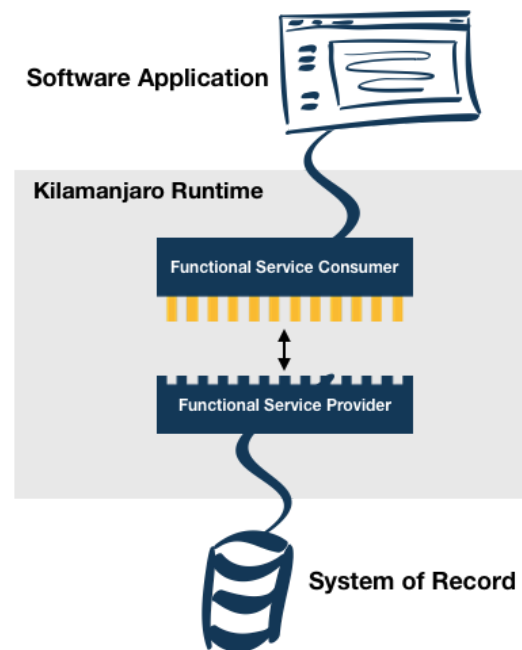 Software Application
Kilamanjaro Runtime
Functional Service Consumer
Functional Service Provider
System of Record